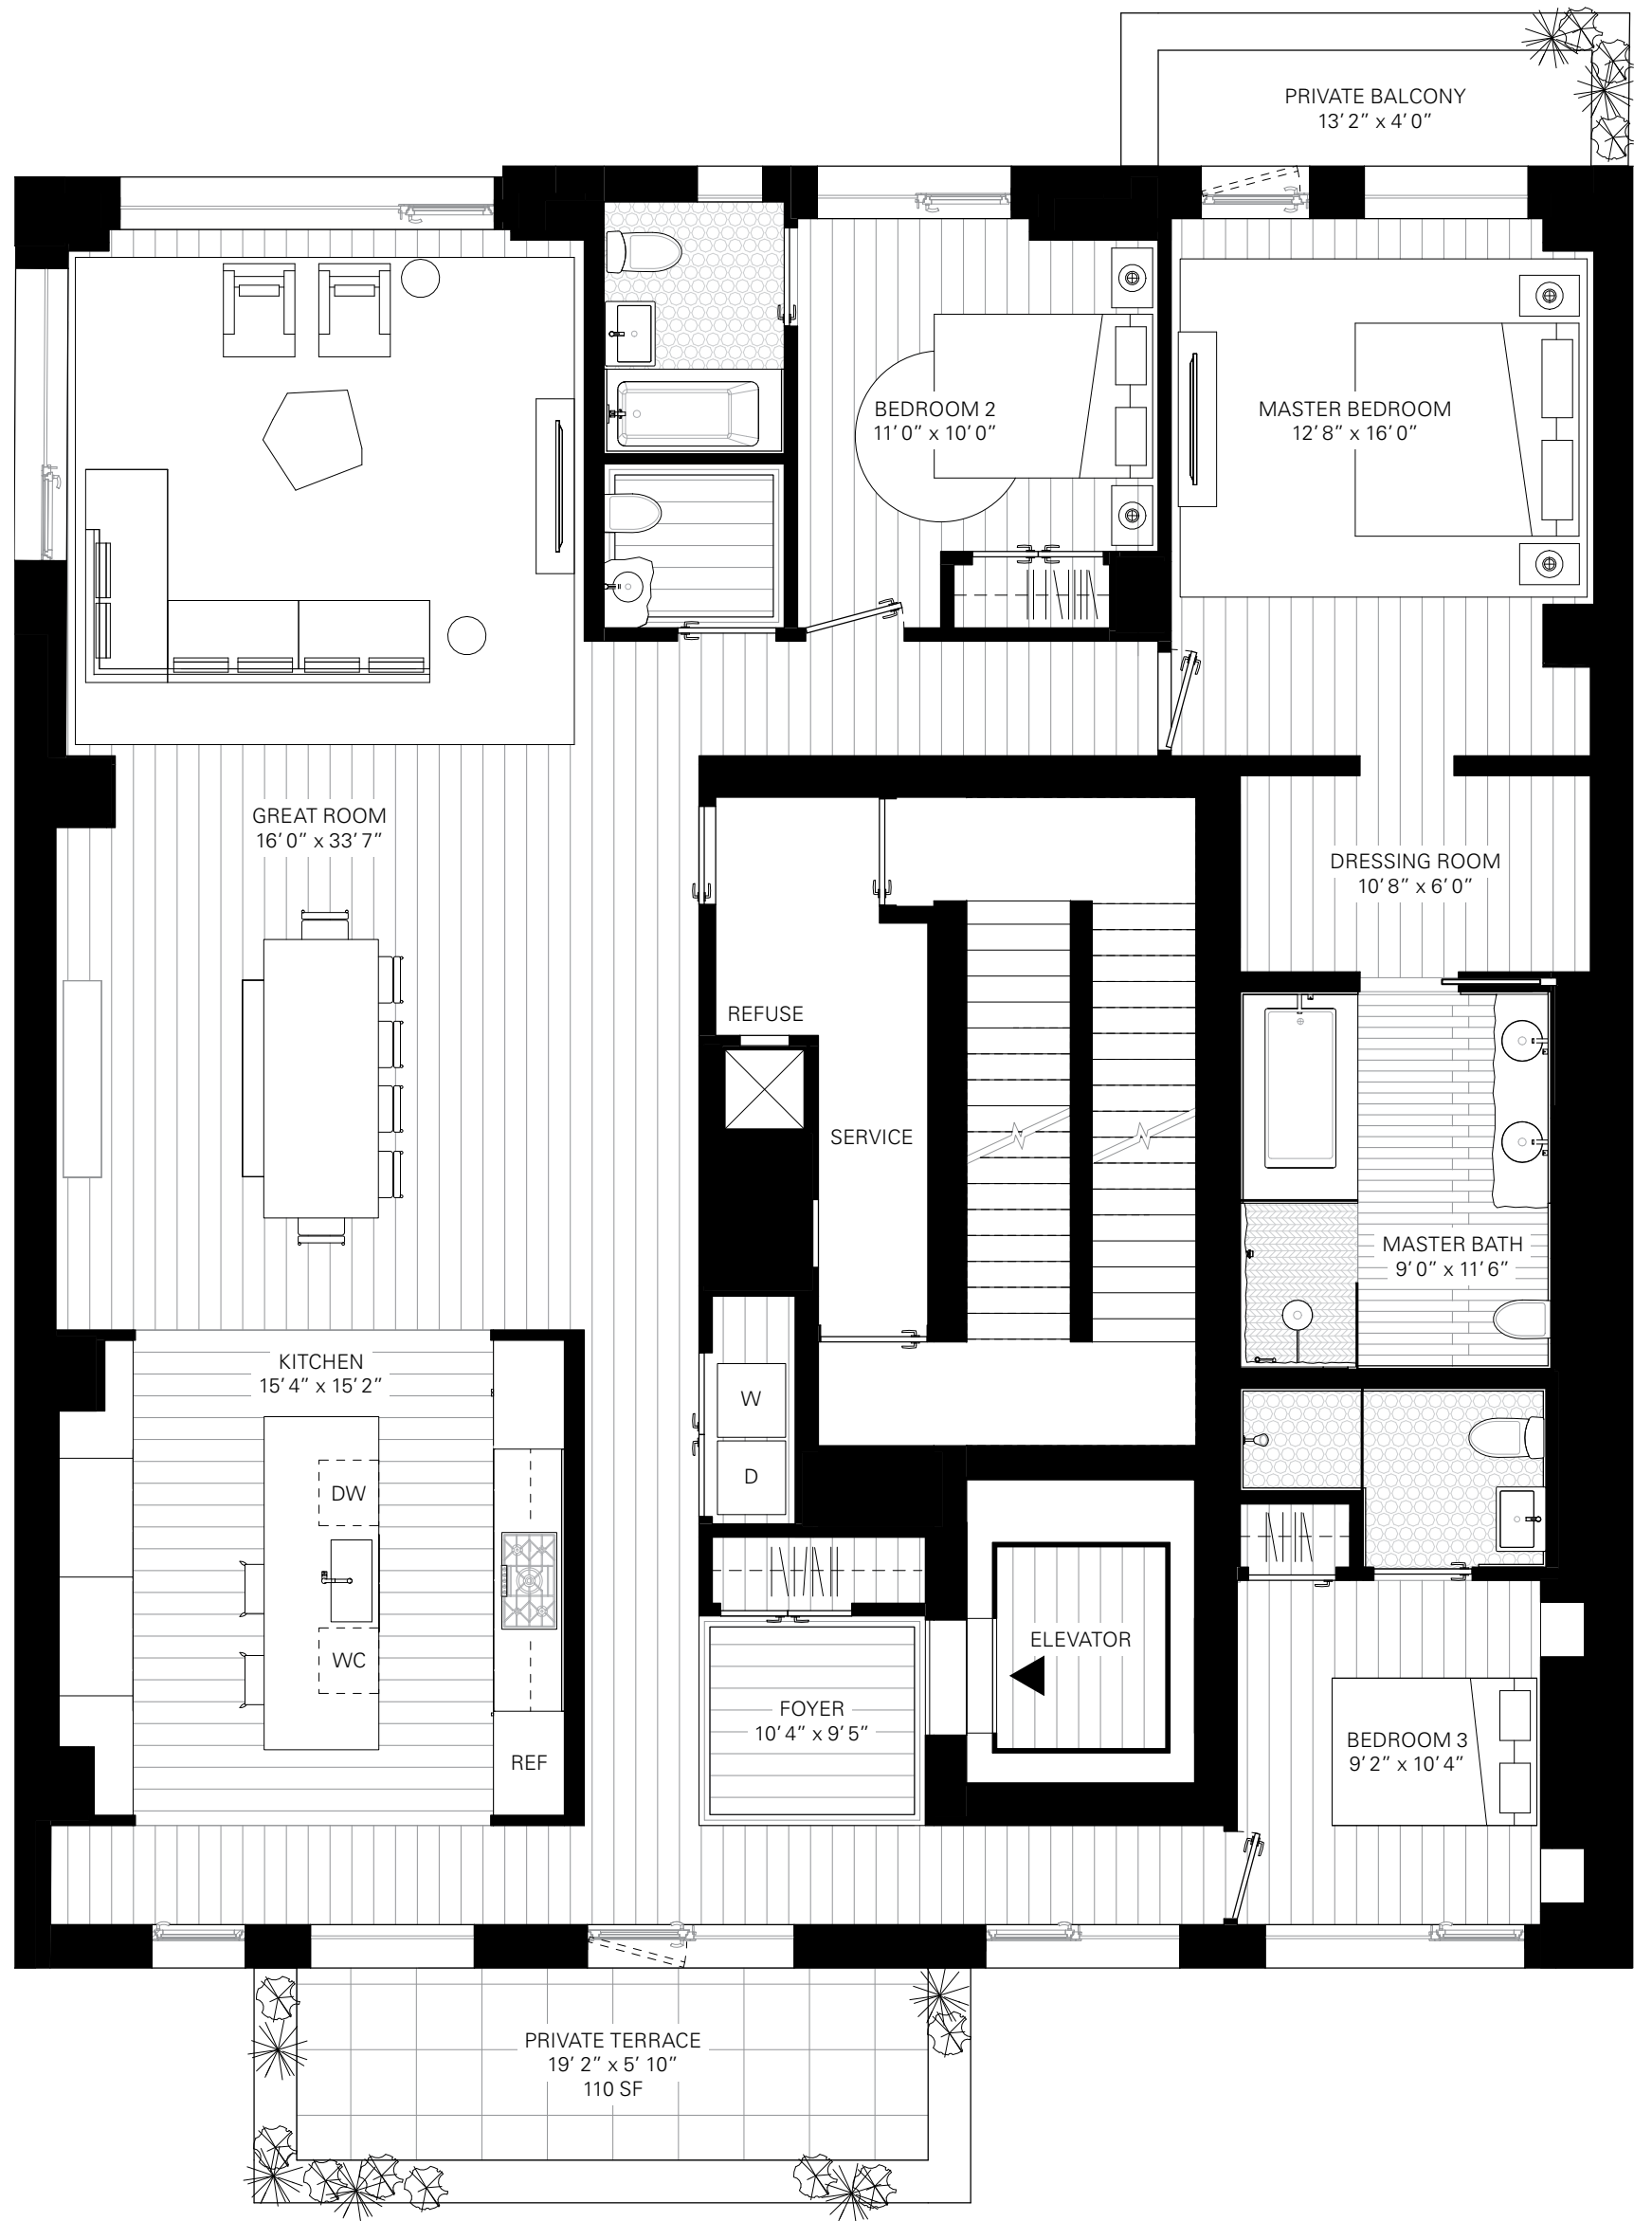 PRIVATE BALCONY
13’2” x 4’0”
BEDROOM 2
11’0” x 10’0”
MASTER BEDROOM
12’8” x 16’0”
GREAT ROOM
16’0” x 33’7”
DRESSING ROOM
10’8” x 6’0”
REFUSE
SERVICE
MASTER BATH
9’0” x 11’6”
KITCHEN
15’4” x 15’2”
W
D
DW
WC
REF
ELEVATOR
FOYER
10’4” x 9’5”
BEDROOM 3
9’2” x 10’4”
PRIVATE TERRACE
19’ 2” x 5’ 10”
110 SF